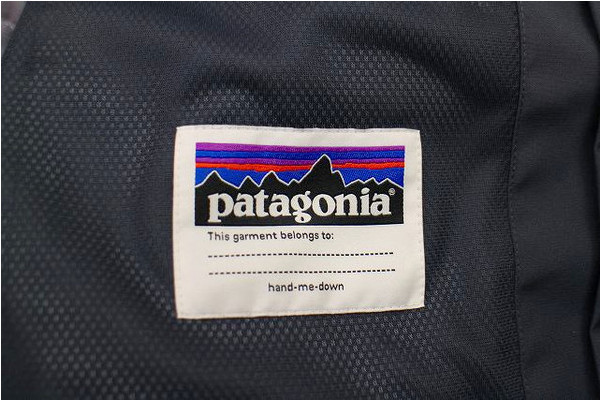 patagonia®
This garment belongs to:
hand-me-down